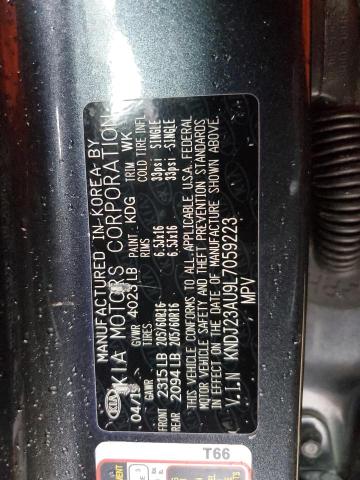 MANUFACTURED IN KOREA BY
KIA MOTORS CORPORATION
KIA
04/19 GVWR 4023 LB PAINT KDG TRIM WK
GAWR TIRES RIMS COLD TIRE INFL
FRONT 2315 LB 205/60R16 6.5JX16 33psi-SINGLE
REAR 2094 LB 205/60R16 6.5JX16 33psi-SINGLE
THIS VEHICLE CONFORMS TO ALL APPLICABLE U.S.A. FEDERAL
MOTOR VEHICLE SAFETY AND THEFT PREVENTION STANDARDS
IN EFFECT ON THE DATE OF MANUFACTURE SHOWN ABOVE.
V.I.N KNDJ23AU9L7059223
MPV
T66